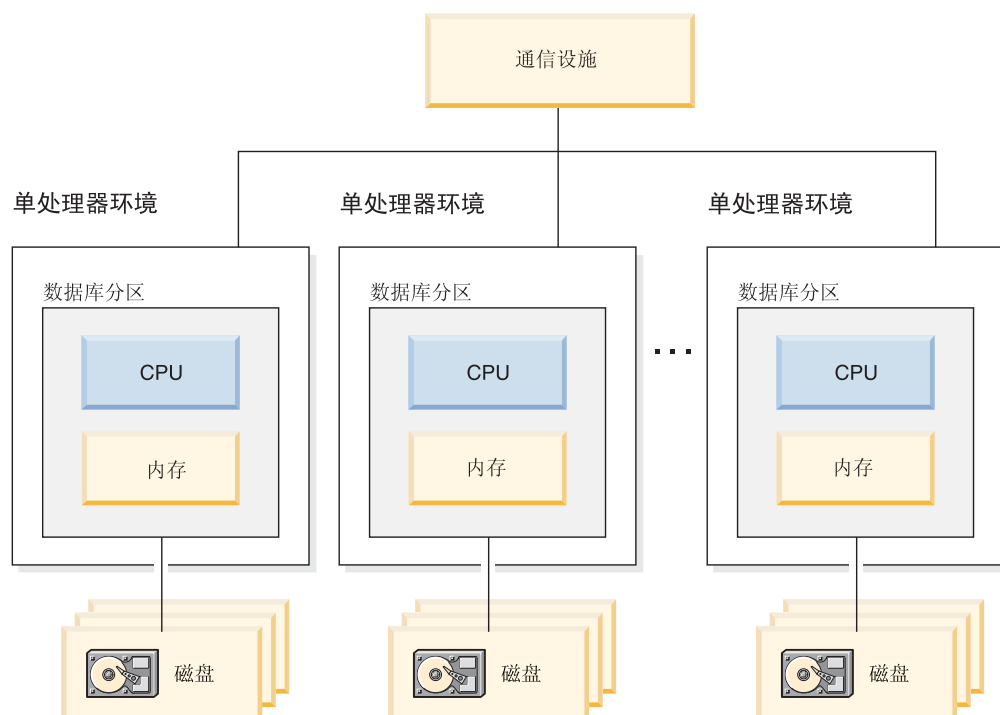 通信设施
单处理器环境
单处理器环境
单处理器环境
数据库分区
数据库分区
数据库分区
CPU
CPU
CPU
内存
内存
内存
磁盘
磁盘
磁盘